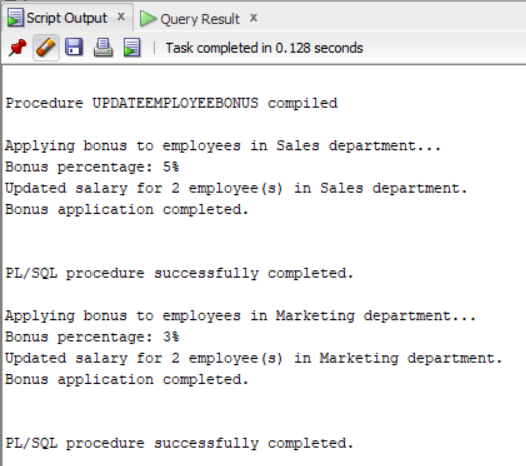 Script Output x Query Result x
Task completed in 0.128 seconds
Procedure UPDATEEMPLOYEEBONUS compiled
Applying bonus to employees in Sales department...
Bonus percentage: 5%
Updated salary for 2 employee(s) in Sales department.
Bonus application completed.
PL/SQL procedure successfully completed.
Applying bonus to employees in Marketing department...
Bonus percentage: 3%
Updated salary for 2 employee(s) in Marketing department.
Bonus application completed.
PL/SQL procedure successfully completed.